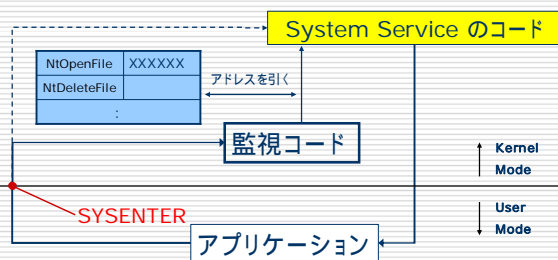 System Service のコード
NtOpenFile XXXXXX
NtDeleteFile
:
アドレスを引く
監視コード
Kernel
Mode
SYSENTER
User
Mode
アプリケーション